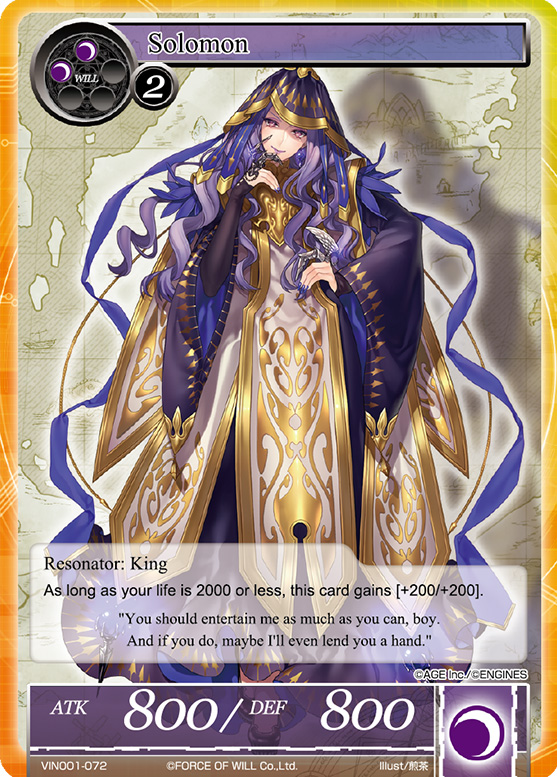 Solomon
WILL
2
Resonator: King
As long as your life is 2000 or less, this card gains [+200/+200].
"You should entertain me as much as you can, boy.
And if you do, maybe I'll even lend you a hand."
©AGE Inc./©ENGINES
ATK 800 / DEF 800
VIN001-072 ©FORCE OF WILL Co.,Ltd. Illust/煎茶